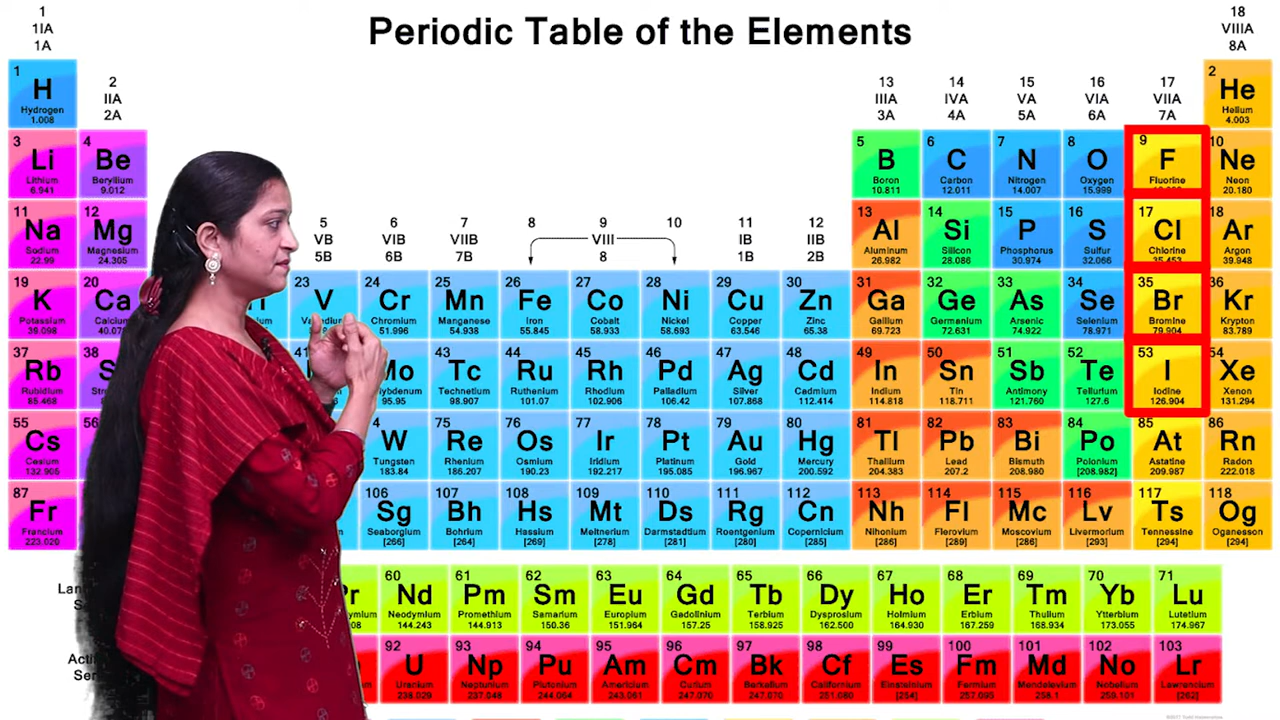 Periodic Table of the Elements
1
1IA
1A
18
VIIIA
8A
2
IIA
2A
13
IIIA
3A
14
IVA
4A
15
VA
5A
16
VIA
6A
17
VIIA
7A
5
VB
5B
6
VIB
6B
7
VIIB
7B
8
9
10
VIII
8
11
IB
1B
12
IIB
2B
1
H
Hydrogen
1.008
2
He
Helium
4.003
3
Li
Lithium
6.941
4
Be
Beryllium
9.012
5
B
Boron
10.811
6
C
Carbon
12.011
7
N
Nitrogen
14.007
8
O
Oxygen
15.999
9
F
Fluorine
10
Ne
Neon
20.180
11
Na
Sodium
22.99
12
Mg
Magnesium
24.305
13
Al
Aluminum
26.982
14
Si
Silicon
28.086
15
P
Phosphorus
30.974
16
S
Sulfur
32.066
17
Cl
Chlorine
35.453
18
Ar
Argon
39.948
19
K
Potassium
39.098
20
Ca
23
V
24
Cr
Chromium
51.996
25
Mn
Manganese
54.938
26
Fe
Iron
55.845
27
Co
Cobalt
58.933
28
Ni
Nickel
58.693
29
Cu
Copper
63.546
30
Zn
Zinc
65.38
31
Ga
Gallium
69.723
32
Ge
Germanium
72.631
33
As
Arsenic
74.922
34
Se
Selenium
78.971
35
Br
Bromine
79.904
36
Kr
Krypton
83.789
37
Rb
Rubidium
85.468
38
43
Tc
Technetium
98.907
44
Ru
Ruthenium
101.07
45
Rh
Rhodium
102.906
46
Pd
Palladium
106.42
47
Ag
Silver
107.868
48
Cd
Cadmium
112.414
49
In
Indium
114.818
50
Sn
Tin
118.711
51
Sb
Antimony
121.760
52
Te
Tellurium
127.6
53
I
Iodine
126.904
54
Xe
Xenon
131.294
55
Cs
Cesium
132.905
56
W
Tungsten
183.84
75
Re
Rhenium
186.207
76
Os
Osmium
190.23
77
Ir
Iridium
192.217
78
Pt
Platinum
195.085
79
Au
Gold
196.967
80
Hg
Mercury
200.592
81
Tl
Thallium
204.383
82
Pb
Lead
207.2
83
Bi
Bismuth
208.980
84
Po
Polonium
[208.982]
85
At
Astatine
209.987
86
Rn
Radon
222.018
87
Fr
Francium
223.020
106
Sg
Seaborgium
[266]
107
Bh
Bohrium
[264]
108
Hs
Hassium
[269]
109
Mt
Meitnerium
[278]
110
Ds
Darmstadtium
[281]
111
Rg
Roentgenium
[280]
112
Cn
Copernicium
[285]
113
Nh
Nihonium
[286]
114
Fl
Flerovium
[289]
115
Mc
Moscovium
[286]
116
Lv
Livermorium
[293]
117
Ts
Tennessine
[294]
118
Og
Oganesson
[294]
60
Nd
Neodymium
144.243
61
Pm
Promethium
144.913
62
Sm
Samarium
150.36
63
Eu
Europium
151.964
64
Gd
Gadolinium
157.25
65
Tb
Terbium
158.925
66
Dy
Dysprosium
162.500
67
Ho
Holmium
164.930
68
Er
Erbium
167.259
69
Tm
Thulium
168.934
70
Yb
Ytterbium
173.055
71
Lu
Lutetium
174.967
92
U
Uranium
238.029
93
Np
Neptunium
237.048
94
Pu
Plutonium
244.064
95
Am
Americium
243.061
96
Cm
Curium
247.070
97
Bk
Berkelium
247.070
98
Cf
Californium
251.080
99
Es
Einsteinium
[254]
100
Fm
Fermium
257.095
101
Md
Mendelevium
258.1
102
No
Nobelium
259.101
103
Lr
Lawrencium
[262]